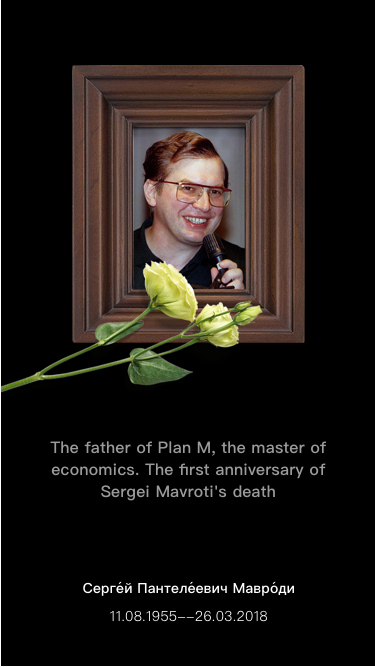 The father of Plan M, the master of
economics. The first anniversary of
Sergei Mavroti's death
Серге́й Пантеле́евич Мавро́ди
11.08.1955––26.03.2018